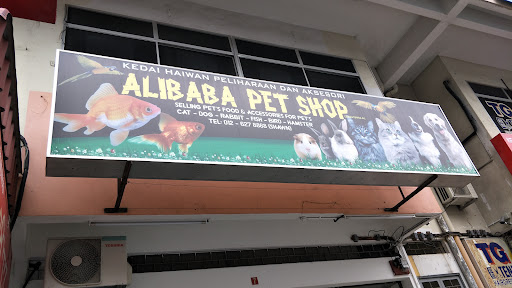 KEDAI HAIWAN PELIHARAAN DAN AKSESORI
ALIBABA PET SHOP
SELLING PET'S FOOD & ACCESSORIES FOR PETS
CAT - DOG - RABBIT - FISH - BIRD - HAMSTER
TG
TG